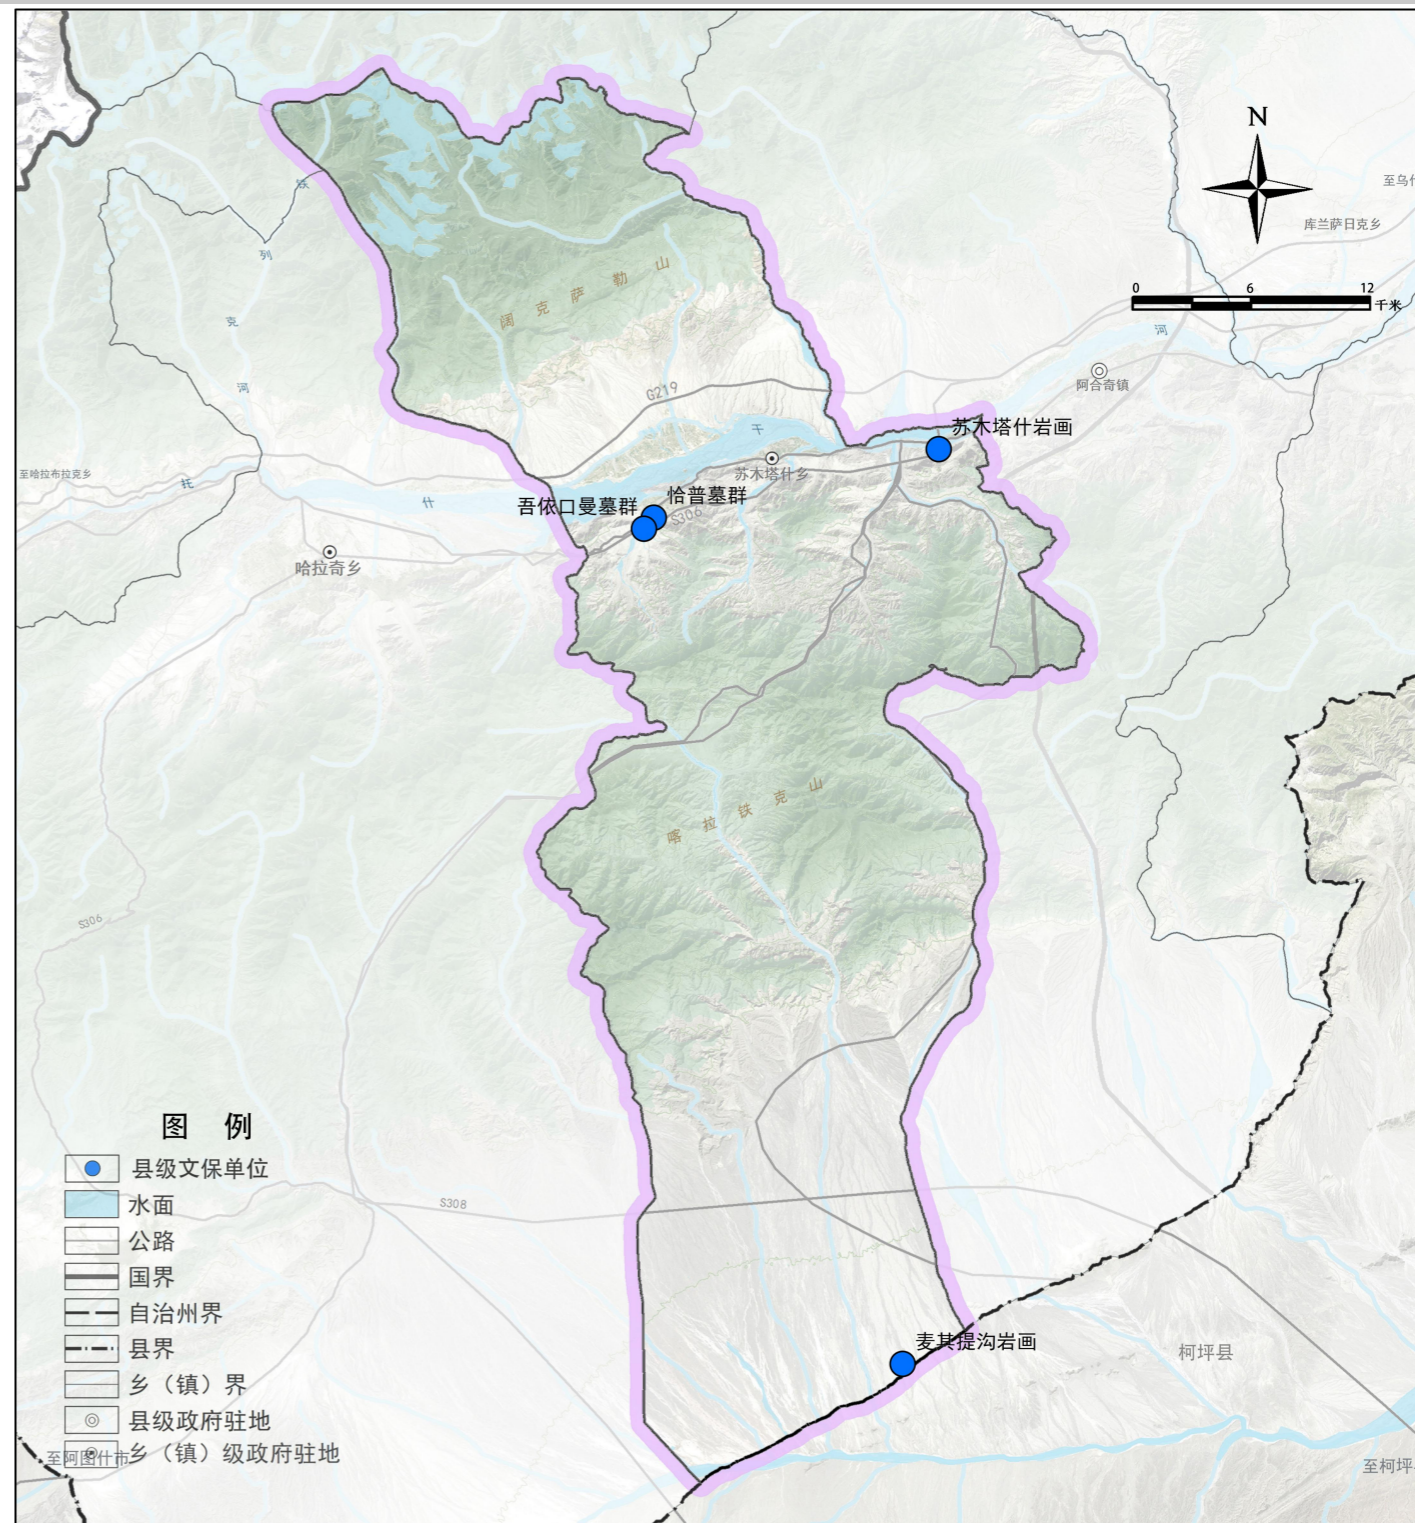 N
至乌什
库兰萨日克乡
0 6 12
千米
铁
列
克
河
阔克萨勒山
G219
河
阿合奇镇
苏木塔什岩画
干
苏木塔什乡
至哈拉布拉克乡
托
什
恰普墓群
吾依口曼墓群
S306
哈拉奇乡
喀拉铁克山
S306
图 例
县级文保单位
水面
公路
国界
自治州界
县界
乡（镇）界
县级政府驻地
乡（镇）级政府驻地
S308
麦其提沟岩画
柯坪县
至阿图什市
至柯坪